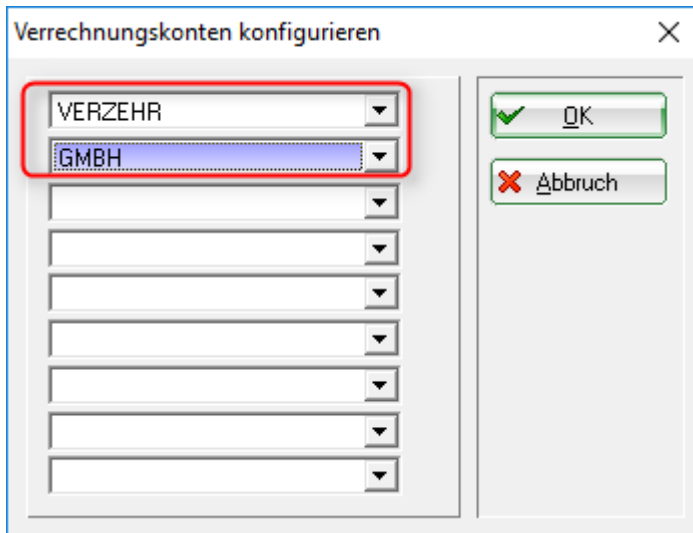 Verrechnungskonten konfigurieren
VERZEHR
OK
GMBH
Abbruch